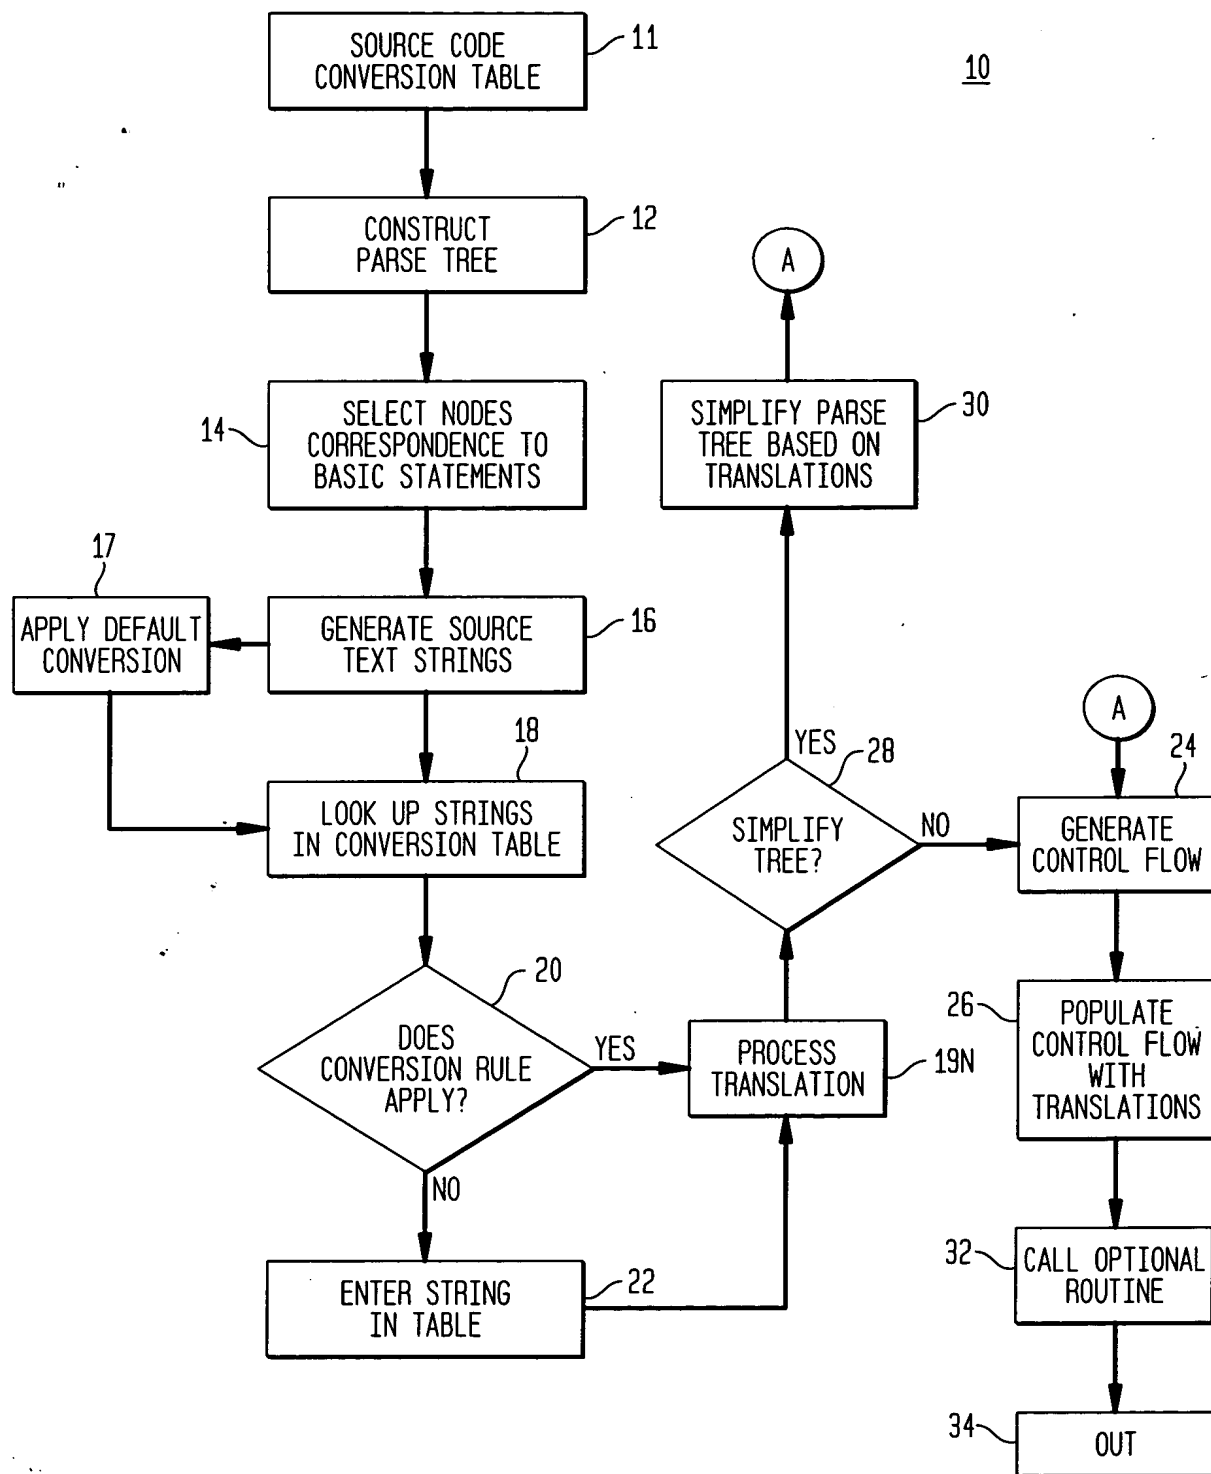 SOURCE CODE
CONVERSION TABLE
11
10
CONSTRUCT
PARSE TREE
12
SELECT NODES
CORRESPONDENCE TO
BASIC STATEMENTS
14
GENERATE SOURCE
TEXT STRINGS
16
17
APPLY DEFAULT
CONVERSION
18
LOOK UP STRINGS
IN CONVERSION TABLE
20
DOES
CONVERSION RULE
APPLY?
YES
NO
ENTER STRING
IN TABLE
22
PROCESS
TRANSLATION
19N
SIMPLIFY
TREE?
28
YES
NO
SIMPLIFY PARSE
TREE BASED ON
TRANSLATIONS
30
A
A
24
GENERATE
CONTROL FLOW
26
POPULATE
CONTROL FLOW
WITH
TRANSLATIONS
32
CALL OPTIONAL
ROUTINE
34
OUT